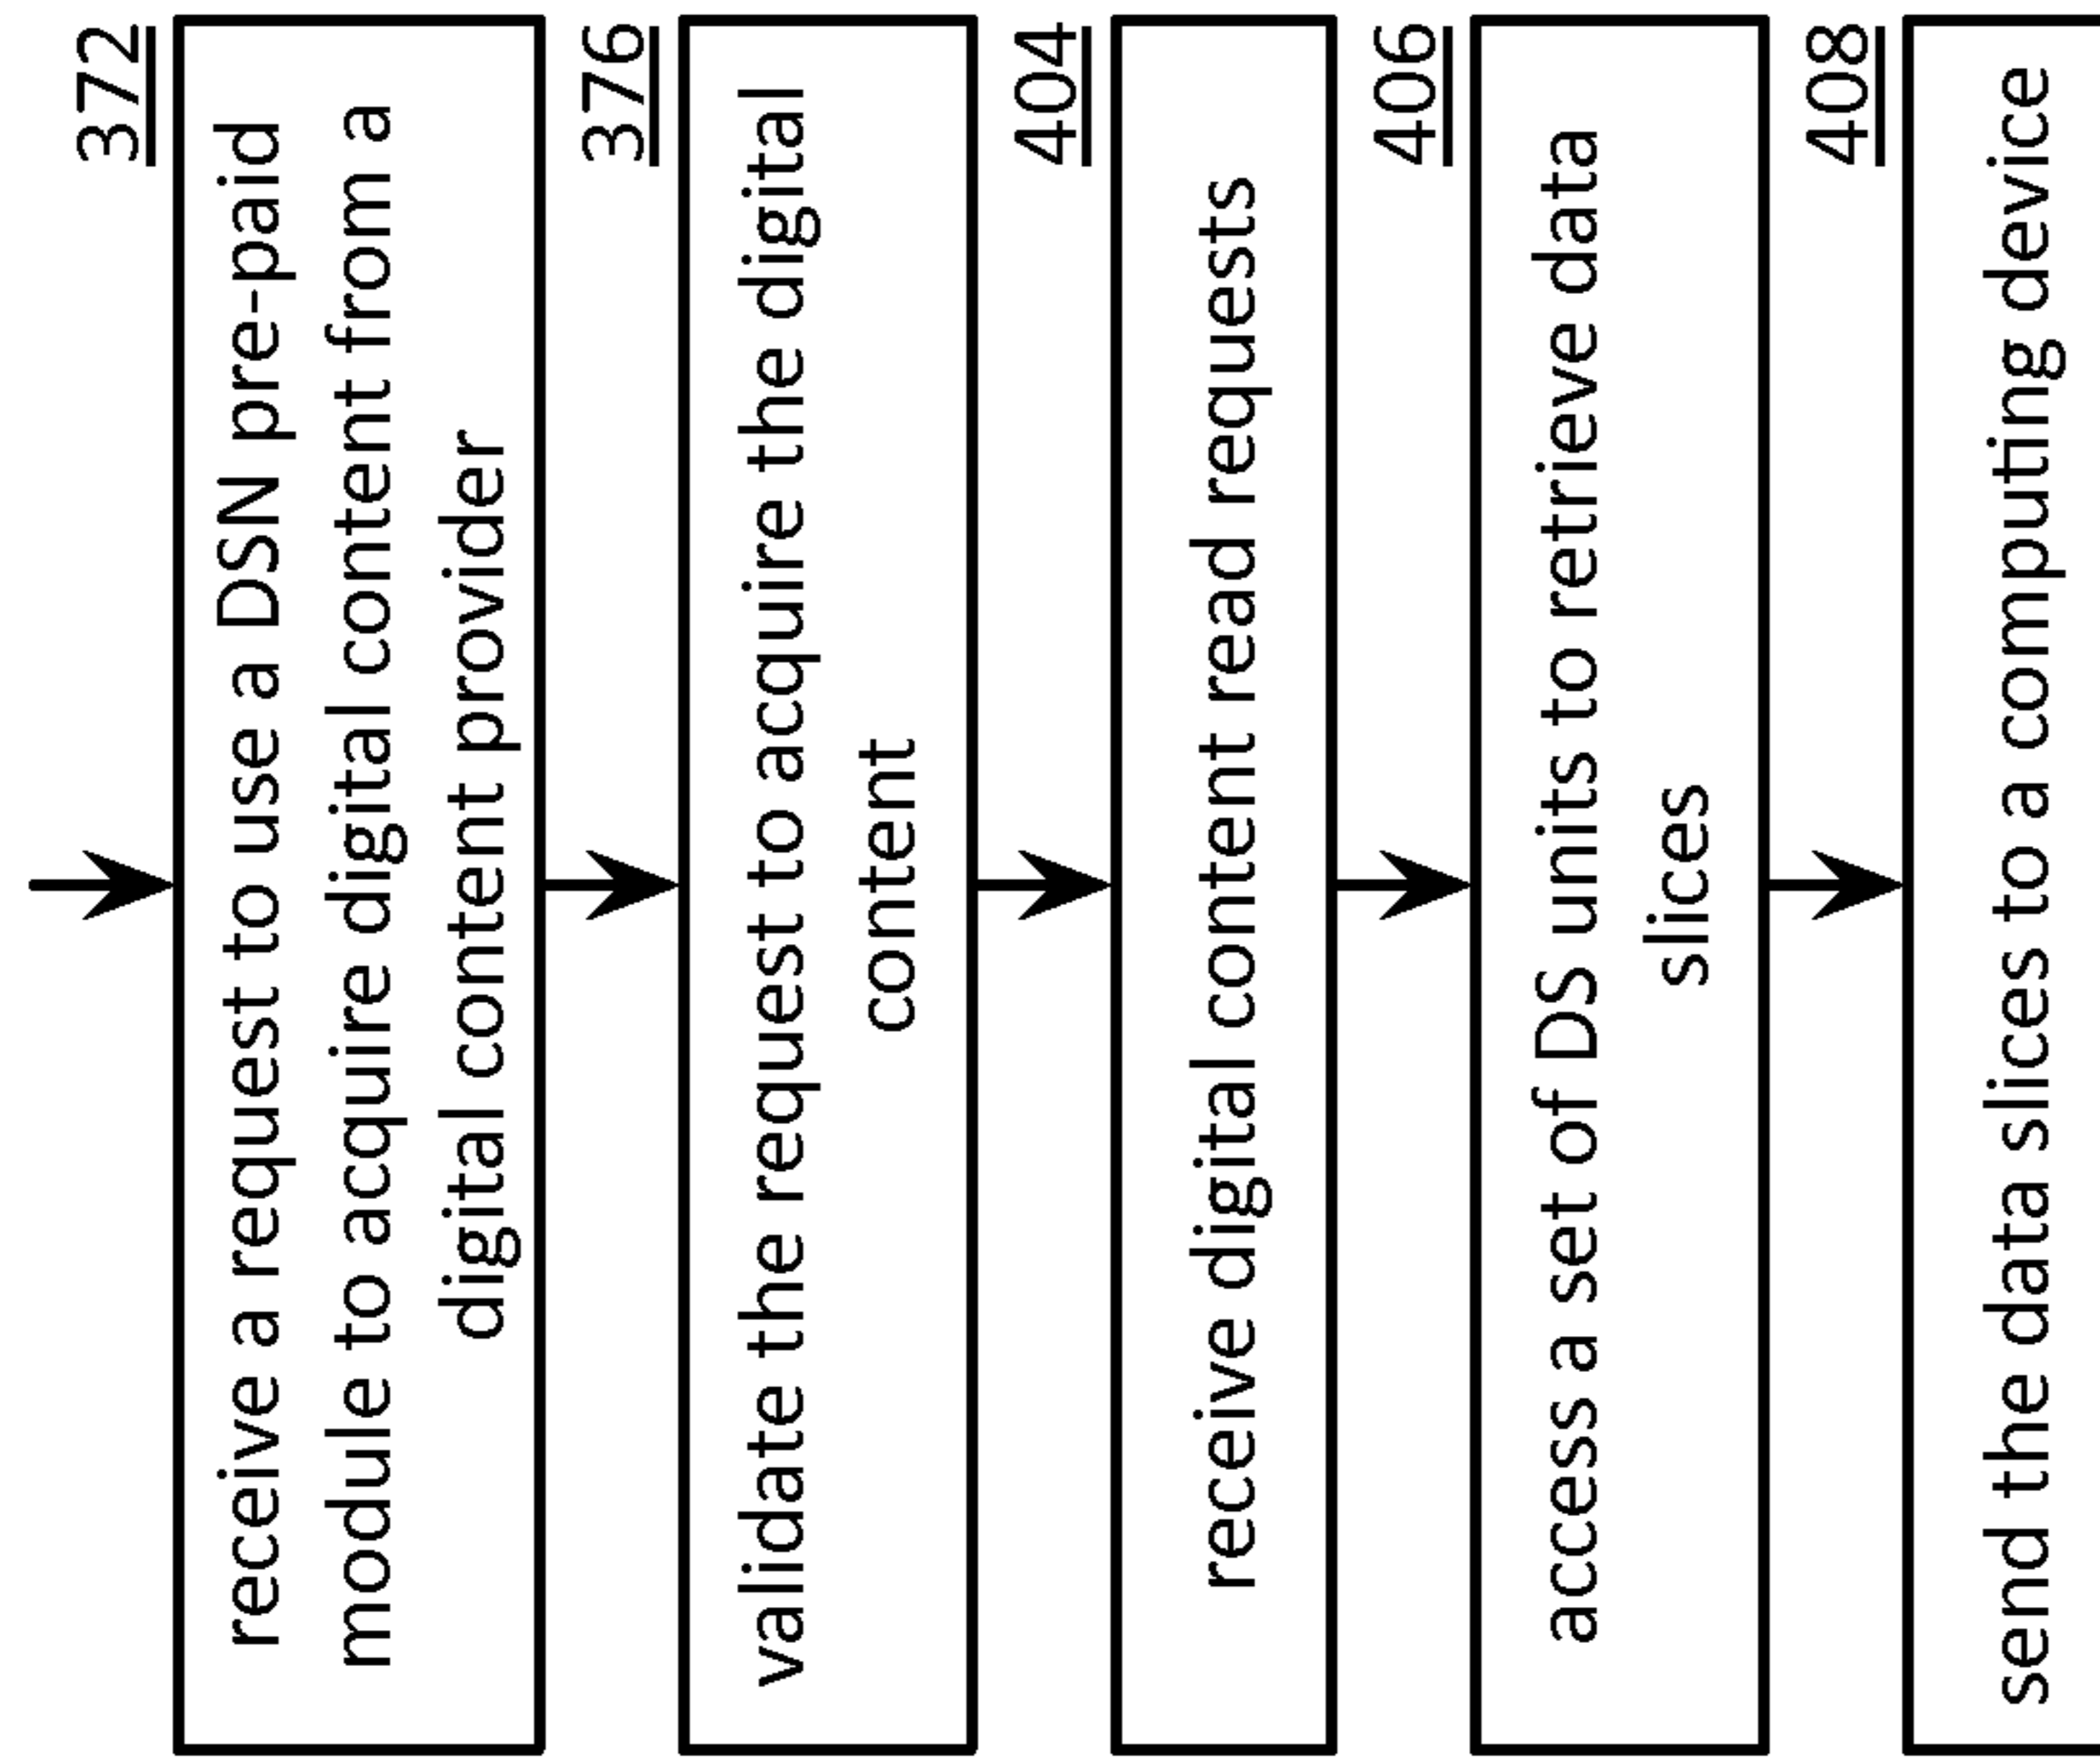 372
receive a request to use a DSN pre-paid
module to acquire digital content from a
digital content provider
376
validate the request to acquire the digital
content
404
receive digital content read requests
406
access a set of DS units to retrieve data
slices
408
send the data slices to a computing device